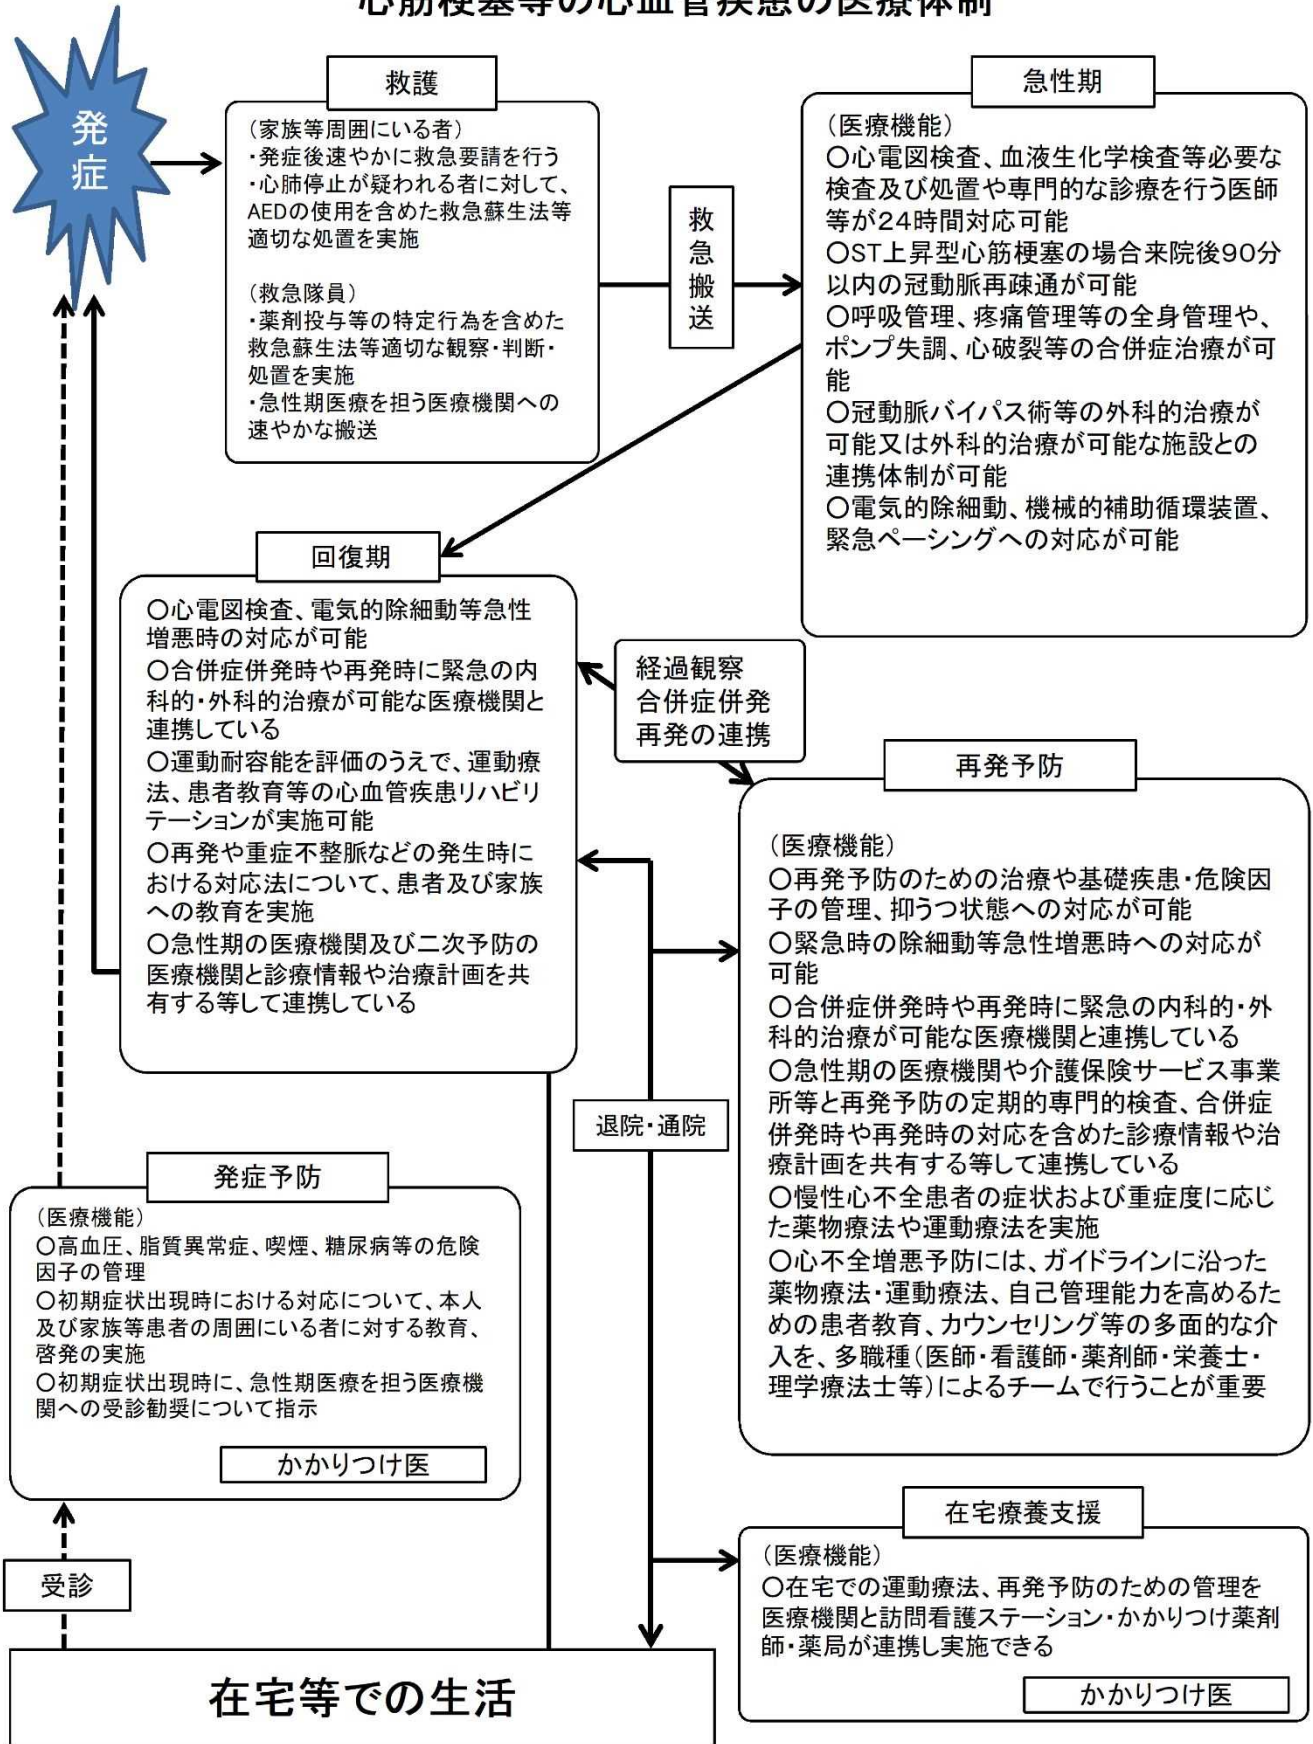 心筋梗塞等の心血管疾患の医療体制
発症
救護
（家族等周囲にいる者）
・発症後速やかに救急要請を行う
・心肺停止が疑われる者に対して、
AEDの使用を含めた救急蘇生法等
適切な処置を実施
（救急隊員）
・薬剤投与等の特定行為を含めた
救急蘇生法等適切な観察・判断・
処置を実施
・急性期医療を担う医療機関への
速やかな搬送
救急搬送
急性期
（医療機能）
○心電図検査、血液生化学検査等必要な
検査及び処置や専門的な診療を行う医師
等が24時間対応可能
○ST上昇型心筋梗塞の場合来院後90分
以内の冠動脈再疎通が可能
○呼吸管理、疼痛管理等の全身管理や、
ポンプ失調、心破裂等の合併症治療が可
能
○冠動脈バイパス術等の外科的治療が
可能又は外科的治療が可能な施設との
連携体制が可能
○電気的除細動、機械的補助循環装置、
緊急ペーシングへの対応が可能
回復期
○心電図検査、電気的除細動等急性
増悪時の対応が可能
○合併症併発時や再発時に緊急の内
科的・外科的治療が可能な医療機関と
連携している
○運動耐容能を評価のうえで、運動療
法、患者教育等の心血管疾患リハビリ
テーションが実施可能
○再発や重症不整脈などの発生時に
おける対応法について、患者及び家族
への教育を実施
○急性期の医療機関及び二次予防の
医療機関と診療情報や治療計画を共
有する等して連携している
経過観察
合併症併発
再発の連携
再発予防
（医療機能）
○再発予防のための治療や基礎疾患・危険因
子の管理、抑うつ状態への対応が可能
○緊急時の除細動等急性増悪時への対応が
可能
○合併症併発時や再発時に緊急の内科的・外
科的治療が可能な医療機関と連携している
○急性期の医療機関や介護保険サービス事業
所等と再発予防の定期的専門的検査、合併症
併発時や再発時の対応を含めた診療情報や治
療計画を共有する等して連携している
○慢性心不全患者の症状および重症度に応じ
た薬物療法や運動療法を実施
○心不全増悪予防には、ガイドラインに沿った
薬物療法・運動療法、自己管理能力を高めるた
めの患者教育、カウンセリング等の多面的な介
入を、多職種（医師・看護師・薬剤師・栄養士・
理学療法士等）によるチームで行うことが重要
退院・通院
発症予防
（医療機能）
○高血圧、脂質異常症、喫煙、糖尿病等の危険
因子の管理
○初期症状出現時における対応について、本人
及び家族等患者の周囲にいる者に対する教育、
啓発の実施
○初期症状出現時に、急性期医療を担う医療機
関への受診勧奨について指示
かかりつけ医
受診
在宅療養支援
（医療機能）
○在宅での運動療法、再発予防のための管理を
医療機関と訪問看護ステーション・かかりつけ薬剤
師・薬局が連携し実施できる
かかりつけ医
在宅等での生活